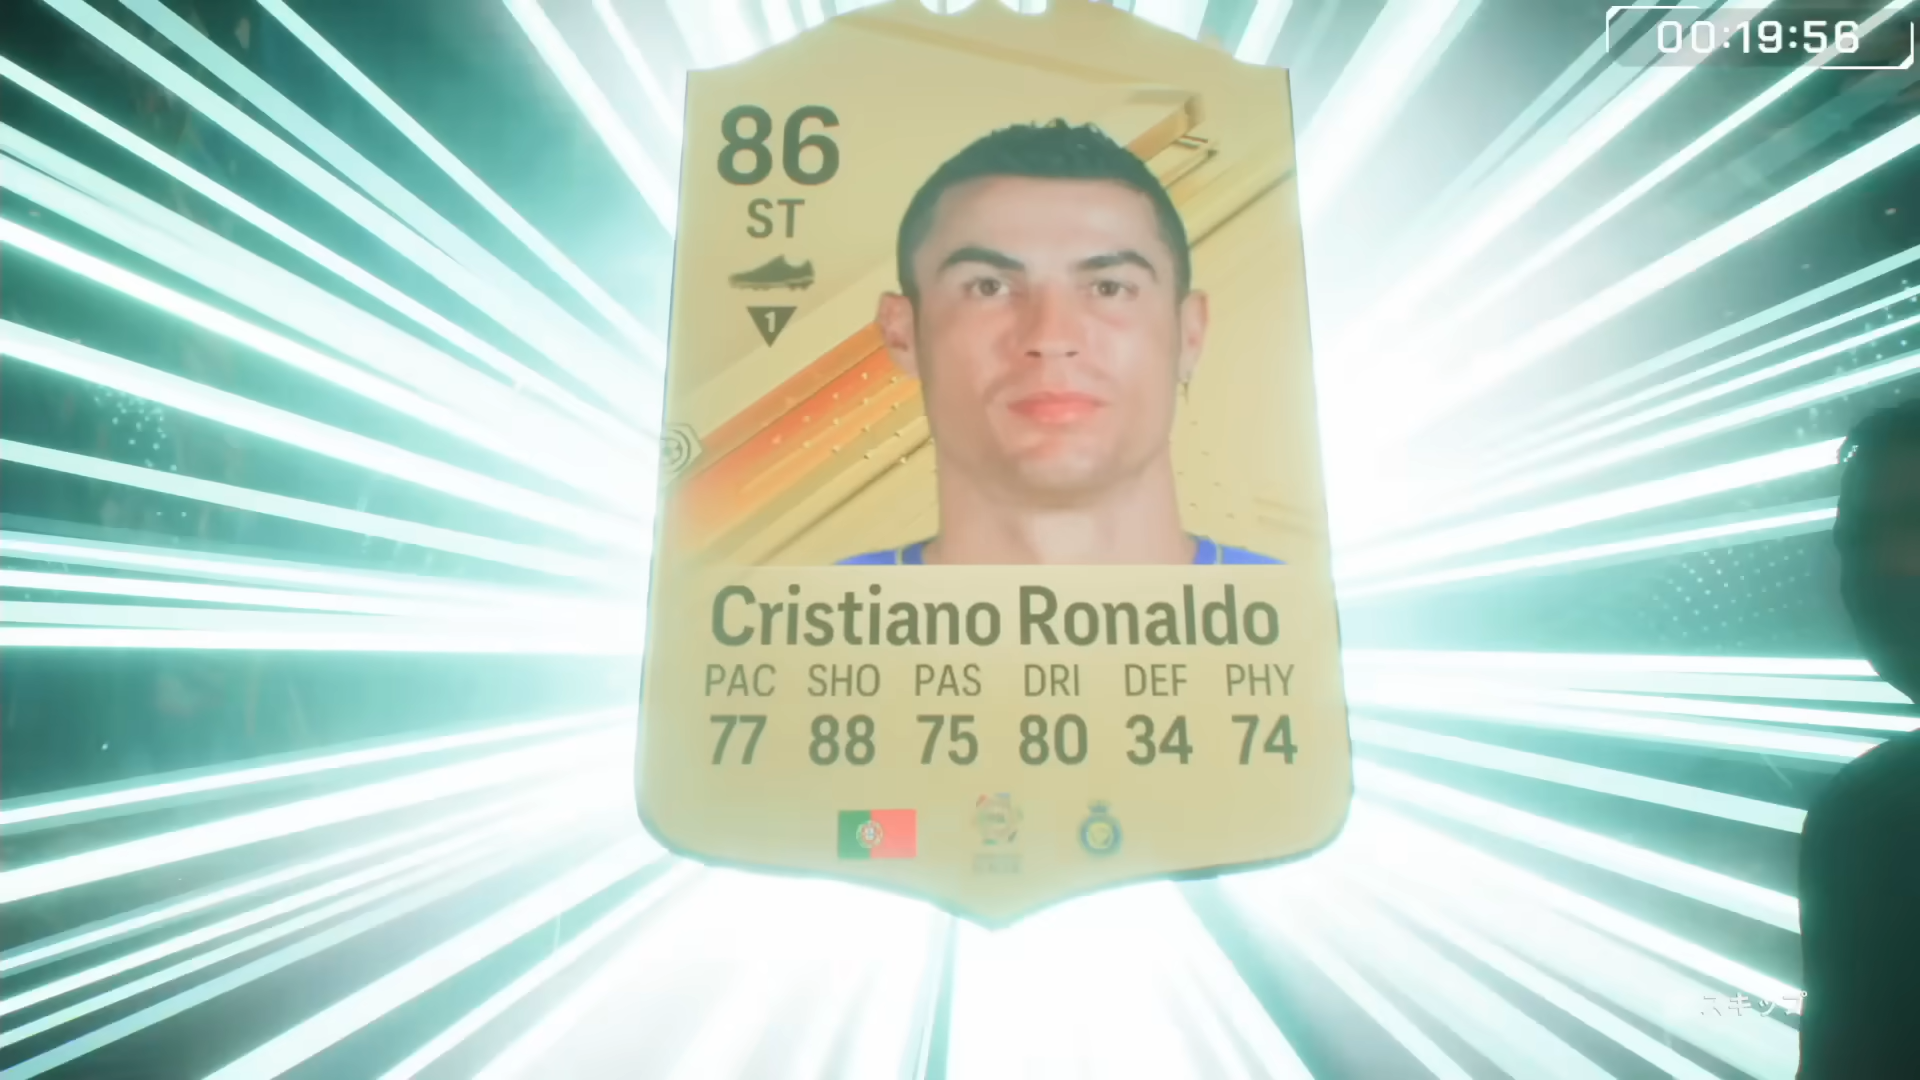 00:19:56
86
ST
1
Cristiano Ronaldo
PAC SHO PAS DRI DEF PHY
77 88 75 80 34 74
スキップ